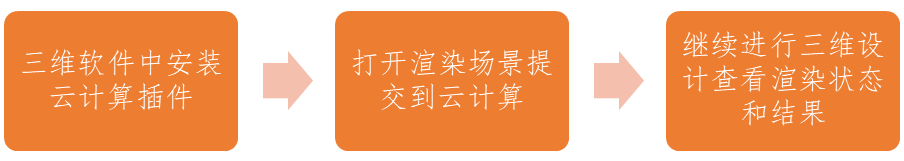 三维软件中安装
云计算插件
打开渲染场景提
交到云计算
继续进行三维设
计查看渲染状态
和结果